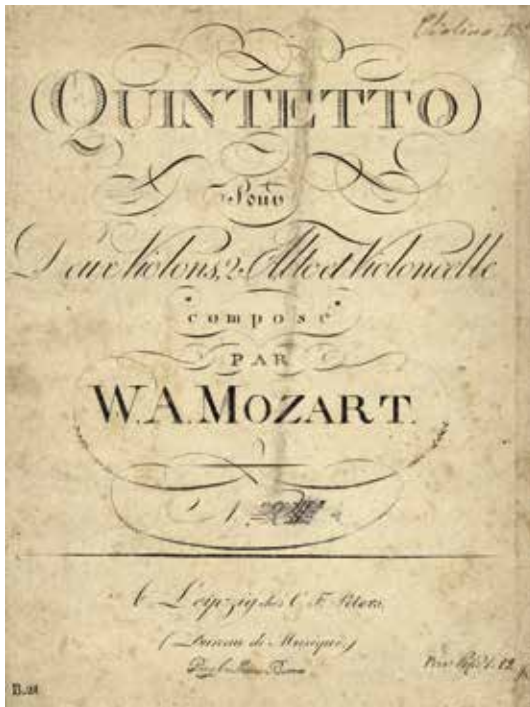 Violino
QUINTETTO
Pour
Deux Violons, 2 Alto et Violoncelle
composé
PAR
W.A. MOZART.
N
à Leipzig chez C. F. Peters.
(Bureau de Musique.)
B.28